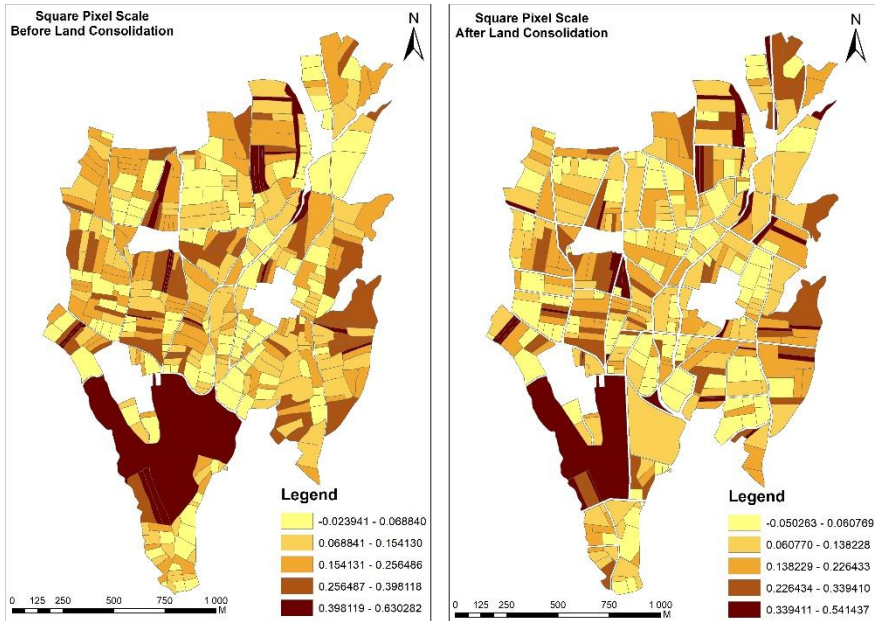 Square Pixel Scale
Before Land Consolidation
N
Legend
-0.023941 - 0.068840
0.068841 - 0.154130
0.154131 - 0.256486
0.256487 - 0.398118
0.398119 - 0.630282
0 125 250 500 750 1 000
M
Square Pixel Scale
After Land Consolidation
N
Legend
-0.050263 - 0.060769
0.060770 - 0.138228
0.138229 - 0.226433
0.226434 - 0.339410
0.339411 - 0.541437
0 125 250 500 750 1 000
M